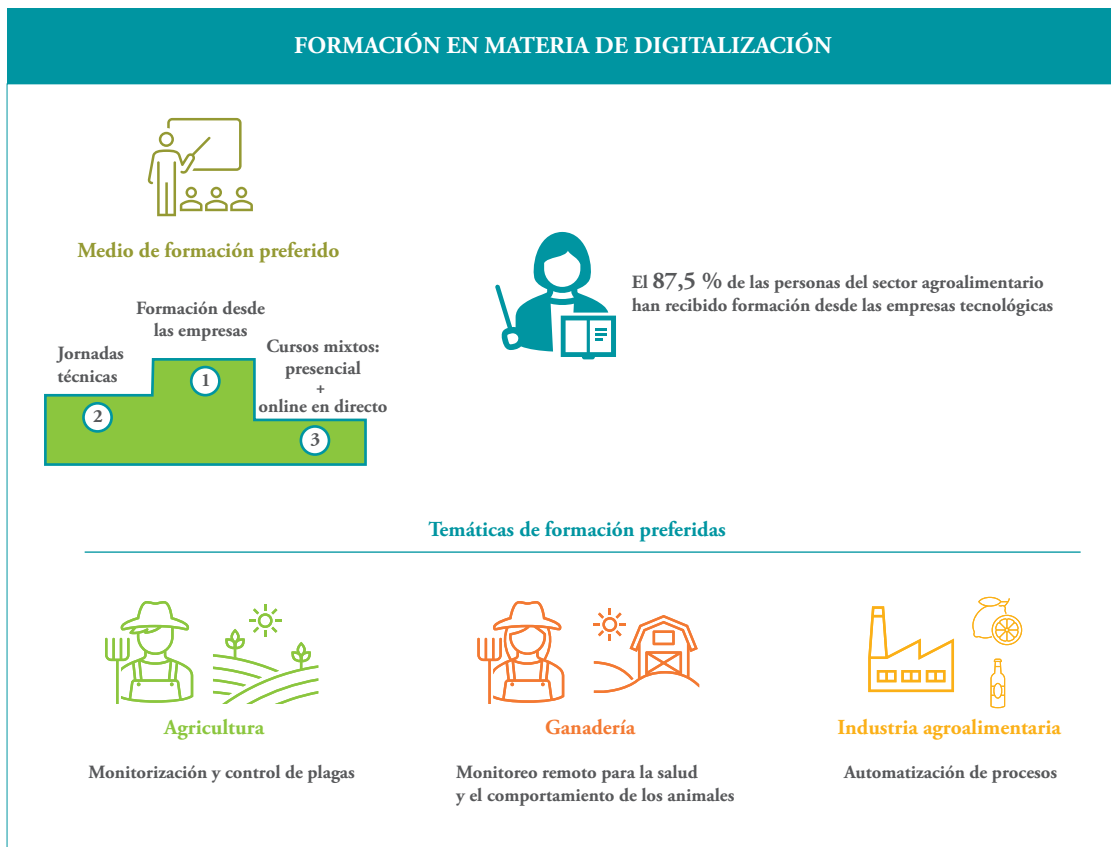 FORMACIÓN EN MATERIA DE DIGITALIZACIÓN
Medio de formación preferido
Formación desde
las empresas
Jornadas
técnicas
Cursos mixtos:
presencial
+
online en directo
1
2
3
El 87,5 % de las personas del sector agroalimentario
han recibido formación desde las empresas tecnológicas
Temáticas de formación preferidas
Agricultura
Monitorización y control de plagas
Ganadería
Monitoreo remoto para la salud
y el comportamiento de los animales
Industria agroalimentaria
Automatización de procesos